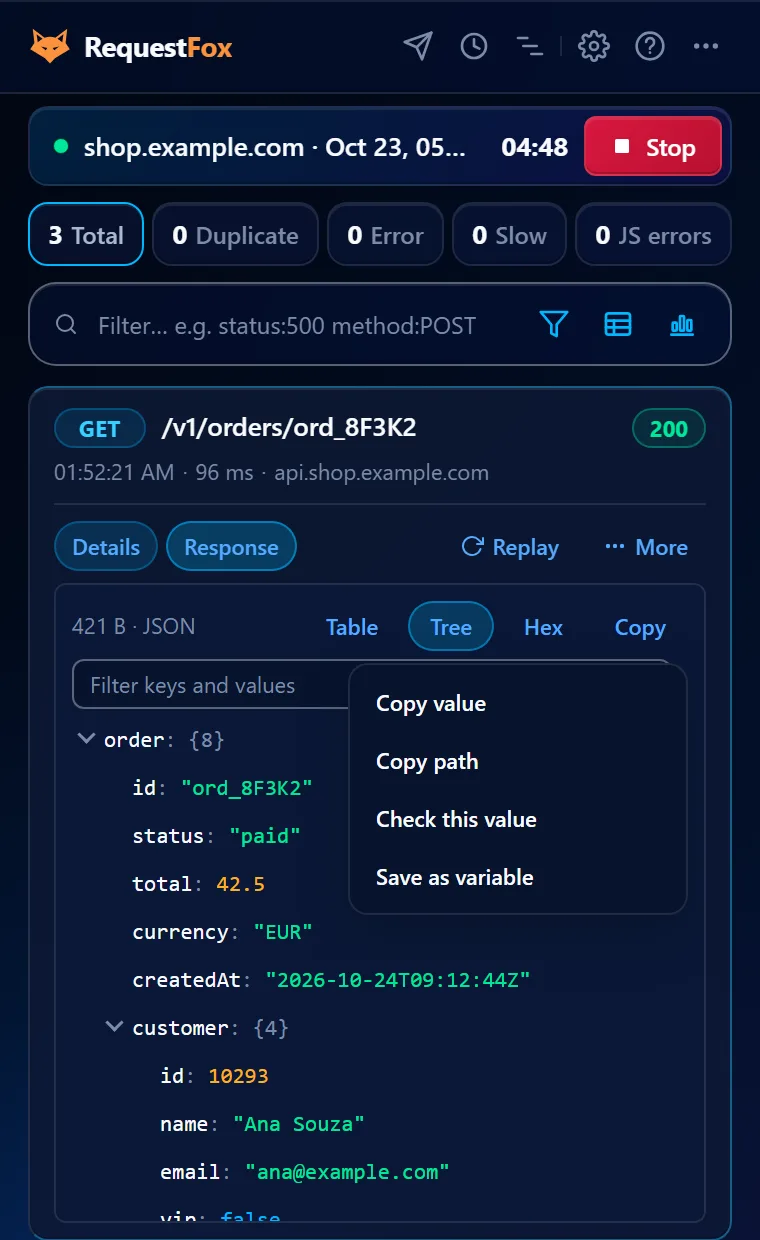 RequestFox
shop.example.com · Oct 23, 05... 04:48 Stop
3 Total 0 Duplicate 0 Error 0 Slow 0 JS errors
Filter... e.g. status:500 method:POST
GET /v1/orders/ord_8F3K2 200
01:52:21 AM · 96 ms · api.shop.example.com
Details Response Replay ··· More
421 B · JSON Table Tree Hex Copy
Filter keys and values
Copy value
Copy path
Check this value
Save as variable
order: {8}
id: "ord_8F3K2"
status: "paid"
total: 42.5
currency: "EUR"
createdAt: "2026-10-24T09:12:44Z"
customer: {4}
id: 10293
name: "Ana Souza"
email: "ana@example.com"
vip: false